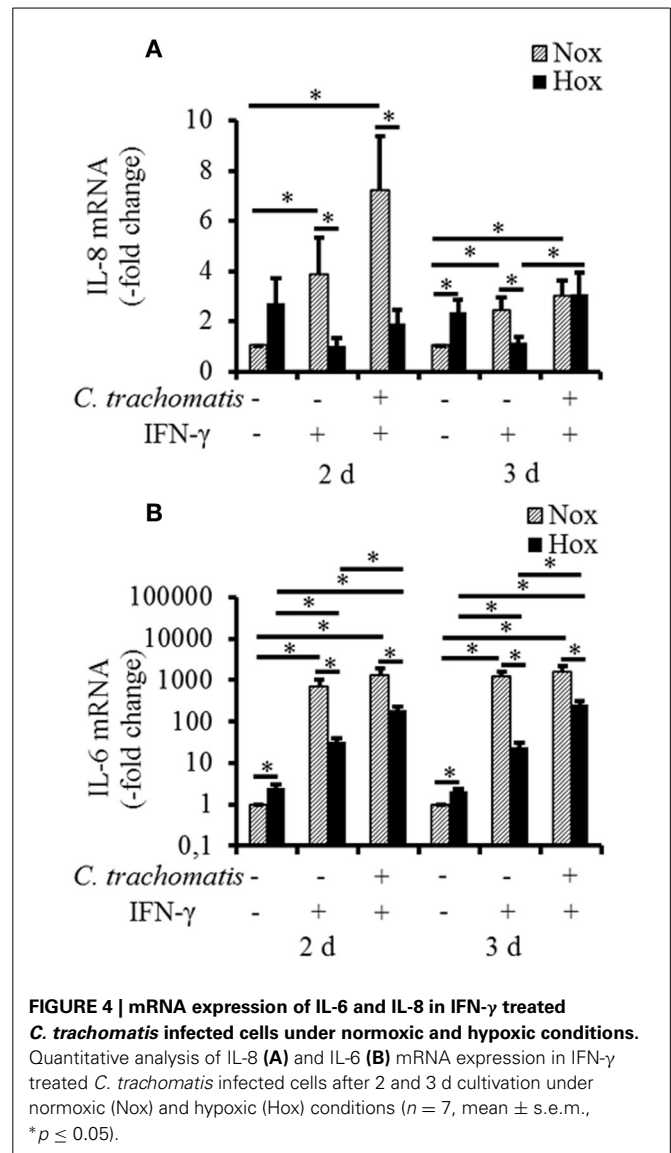 A
Nox
Hox
IL-8 mRNA
(-fold change)
10
8
6
4
2
0
* * * * * * * * *
C. trachomatis - - + - - +
IFN-γ - + + - + +
2 d 3 d
B
Nox
Hox
IL-6 mRNA
(-fold change)
100000
10000
1000
100
10
1
0,1
* * * * * * * * * * * * * * * *
C. trachomatis - - + - - +
IFN-γ - + + - + +
2 d 3 d
FIGURE 4 | mRNA expression of IL-6 and IL-8 in IFN-γ treated
C. trachomatis infected cells under normoxic and hypoxic conditions.
Quantitative analysis of IL-8 (A) and IL-6 (B) mRNA expression in IFN-γ
treated C. trachomatis infected cells after 2 and 3 d cultivation under
normoxic (Nox) and hypoxic (Hox) conditions (n = 7, mean ± s.e.m.,
*p ≤ 0.05).